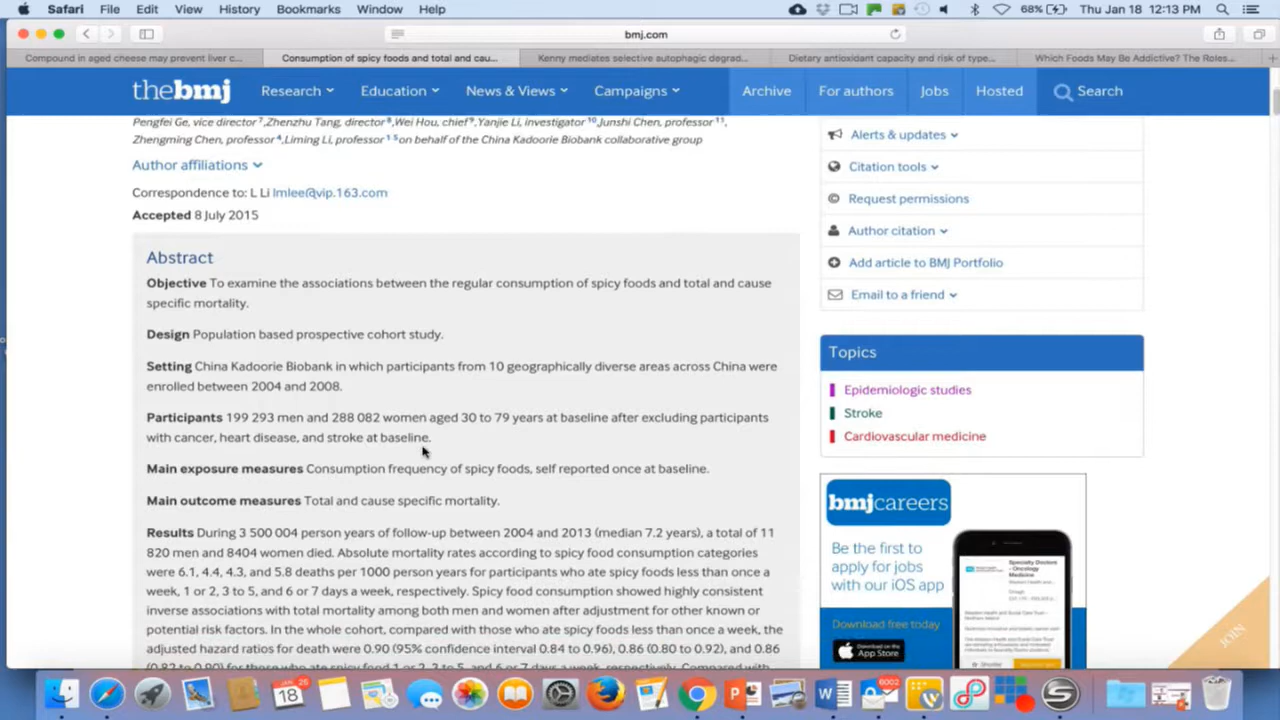 Safari File Edit View History Bookmarks Window Help 68% Thu Jan 18 12:13 PM
bmj.com
Compound in aged cheese may prevent liver c... Consumption of spicy foods and total and cau... Kenny mediates selective autophagic degrad... Dietary antioxidant capacity and risk of type... Which Foods May Be Addictive? The Roles...
thebmj Research Education News & Views Campaigns Archive For authors Jobs Hosted Search
Pengfei Ge, vice director 7,Zhenzhu Tang, director 8,Wei Hou, chief 9,Yanjie Li, investigator 10,Junshi Chen, professor 11,
Zhengming Chen, professor 4,Liming Li, professor 1 5 on behalf of the China Kadoorie Biobank collaborative group
Author affiliations
Correspondence to: L Li lmlee@vip.163.com
Accepted 8 July 2015
Abstract
Objective To examine the associations between the regular consumption of spicy foods and total and cause
specific mortality.
Design Population based prospective cohort study.
Setting China Kadoorie Biobank in which participants from 10 geographically diverse areas across China were
enrolled between 2004 and 2008.
Participants 199 293 men and 288 082 women aged 30 to 79 years at baseline after excluding participants
with cancer, heart disease, and stroke at baseline.
Main exposure measures Consumption frequency of spicy foods, self reported once at baseline.
Main outcome measures Total and cause specific mortality.
Results During 3 500 004 person years of follow-up between 2004 and 2013 (median 7.2 years), a total of 11
820 men and 8404 women died. Absolute mortality rates according to spicy food consumption categories
were 6.1, 4.4, 4.3, and 5.8 deaths per 1000 person years for participants who ate spicy foods less than once a
week, 1 or 2, 3 to 5, and 6 or 7 days a week, respectively. Spicy food consumption showed highly consistent
inverse associations with total mortality among both men and women after adjustment for other known or
potential risk factors. In the whole cohort, compared with those who ate spicy foods less than once a week, the
adjusted hazard ratios for death were 0.90 (95% confidence interval 0.84 to 0.96), 0.86 (0.80 to 0.92), and 0.86
Alerts & updates
Citation tools
Request permissions
Author citation
Add article to BMJ Portfolio
Email to a friend
Topics
Epidemiologic studies
Stroke
Cardiovascular medicine
bmjcareers
Be the first to
apply for jobs
with our iOS app
Download free today
App Store
Specialty Doctors
- Oncology
Medicine
JOIN
18
6002